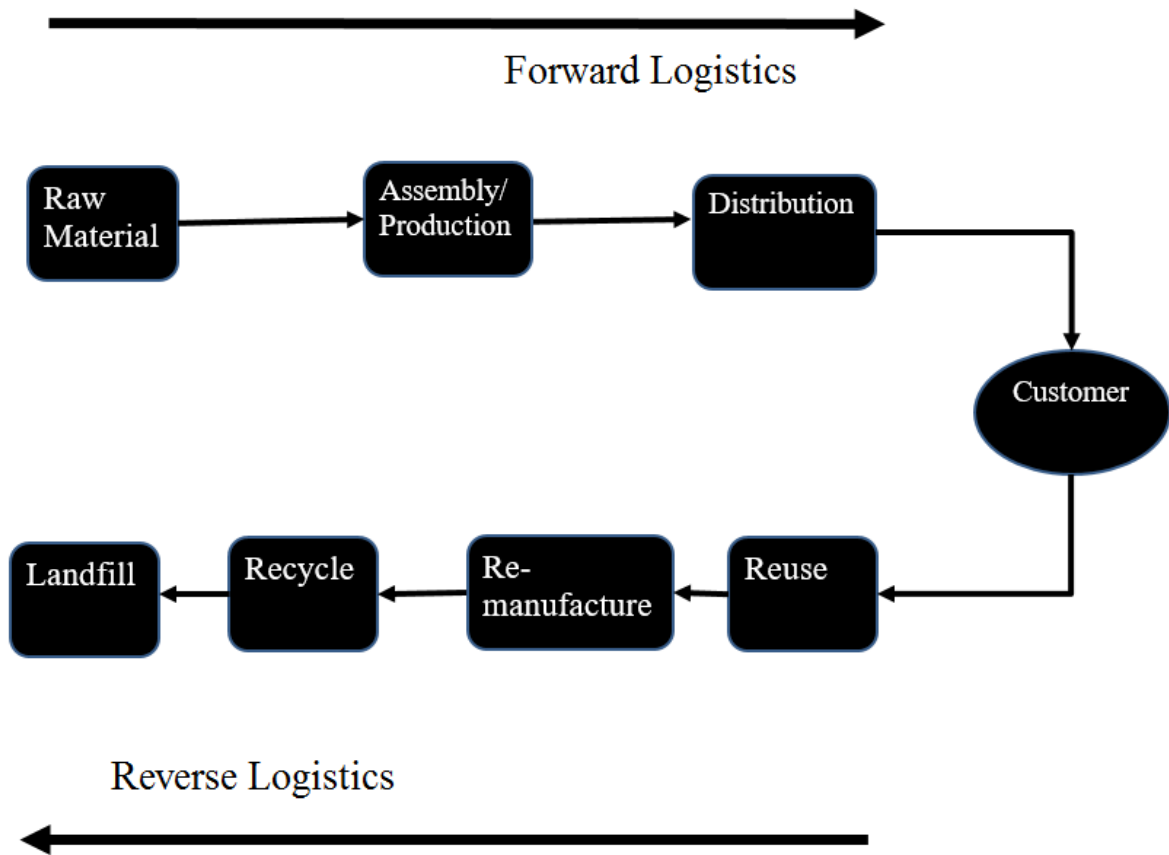 Forward Logistics
Raw
Material
Assembly/
Production
Distribution
Customer
Landfill
Recycle
Re-
manufacture
Reuse
Reverse Logistics